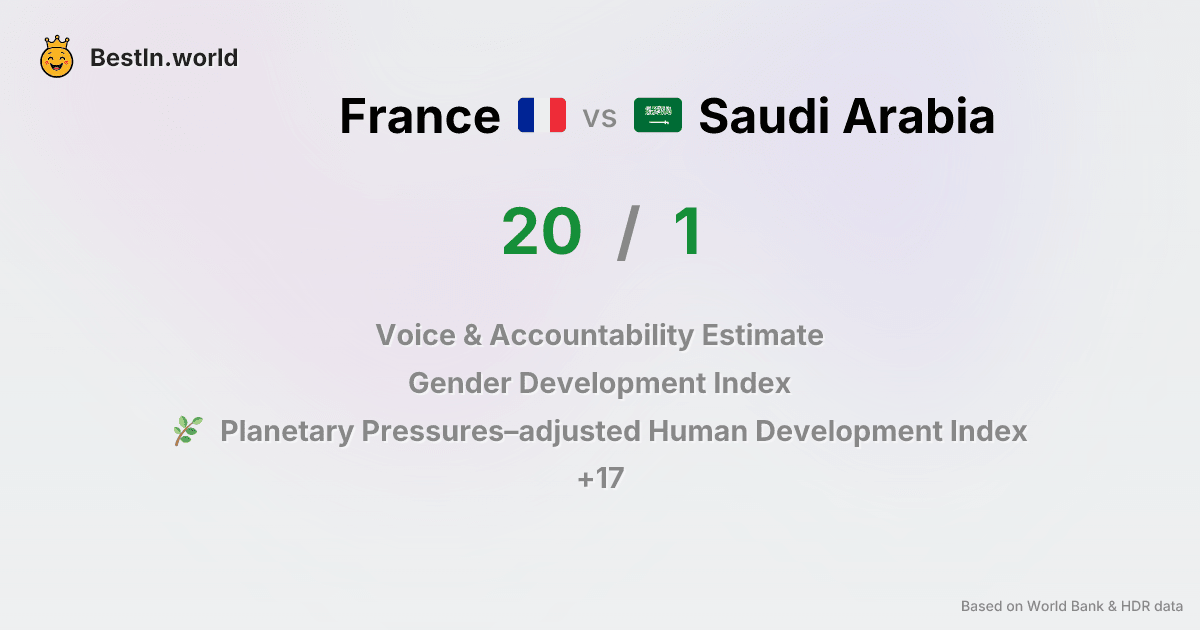 BestIn.world
France vs Saudi Arabia
20 / 1
Voice & Accountability Estimate
Gender Development Index
Planetary Pressures–adjusted Human Development Index
+17
Based on World Bank & HDR data